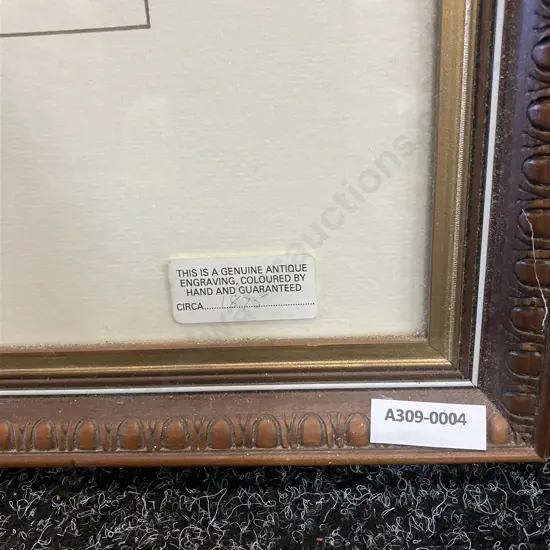 THIS IS A GENUINE ANTIQUE
ENGRAVING, COLOURED BY
HAND AND GUARANTEED
CIRCA
A309-0004